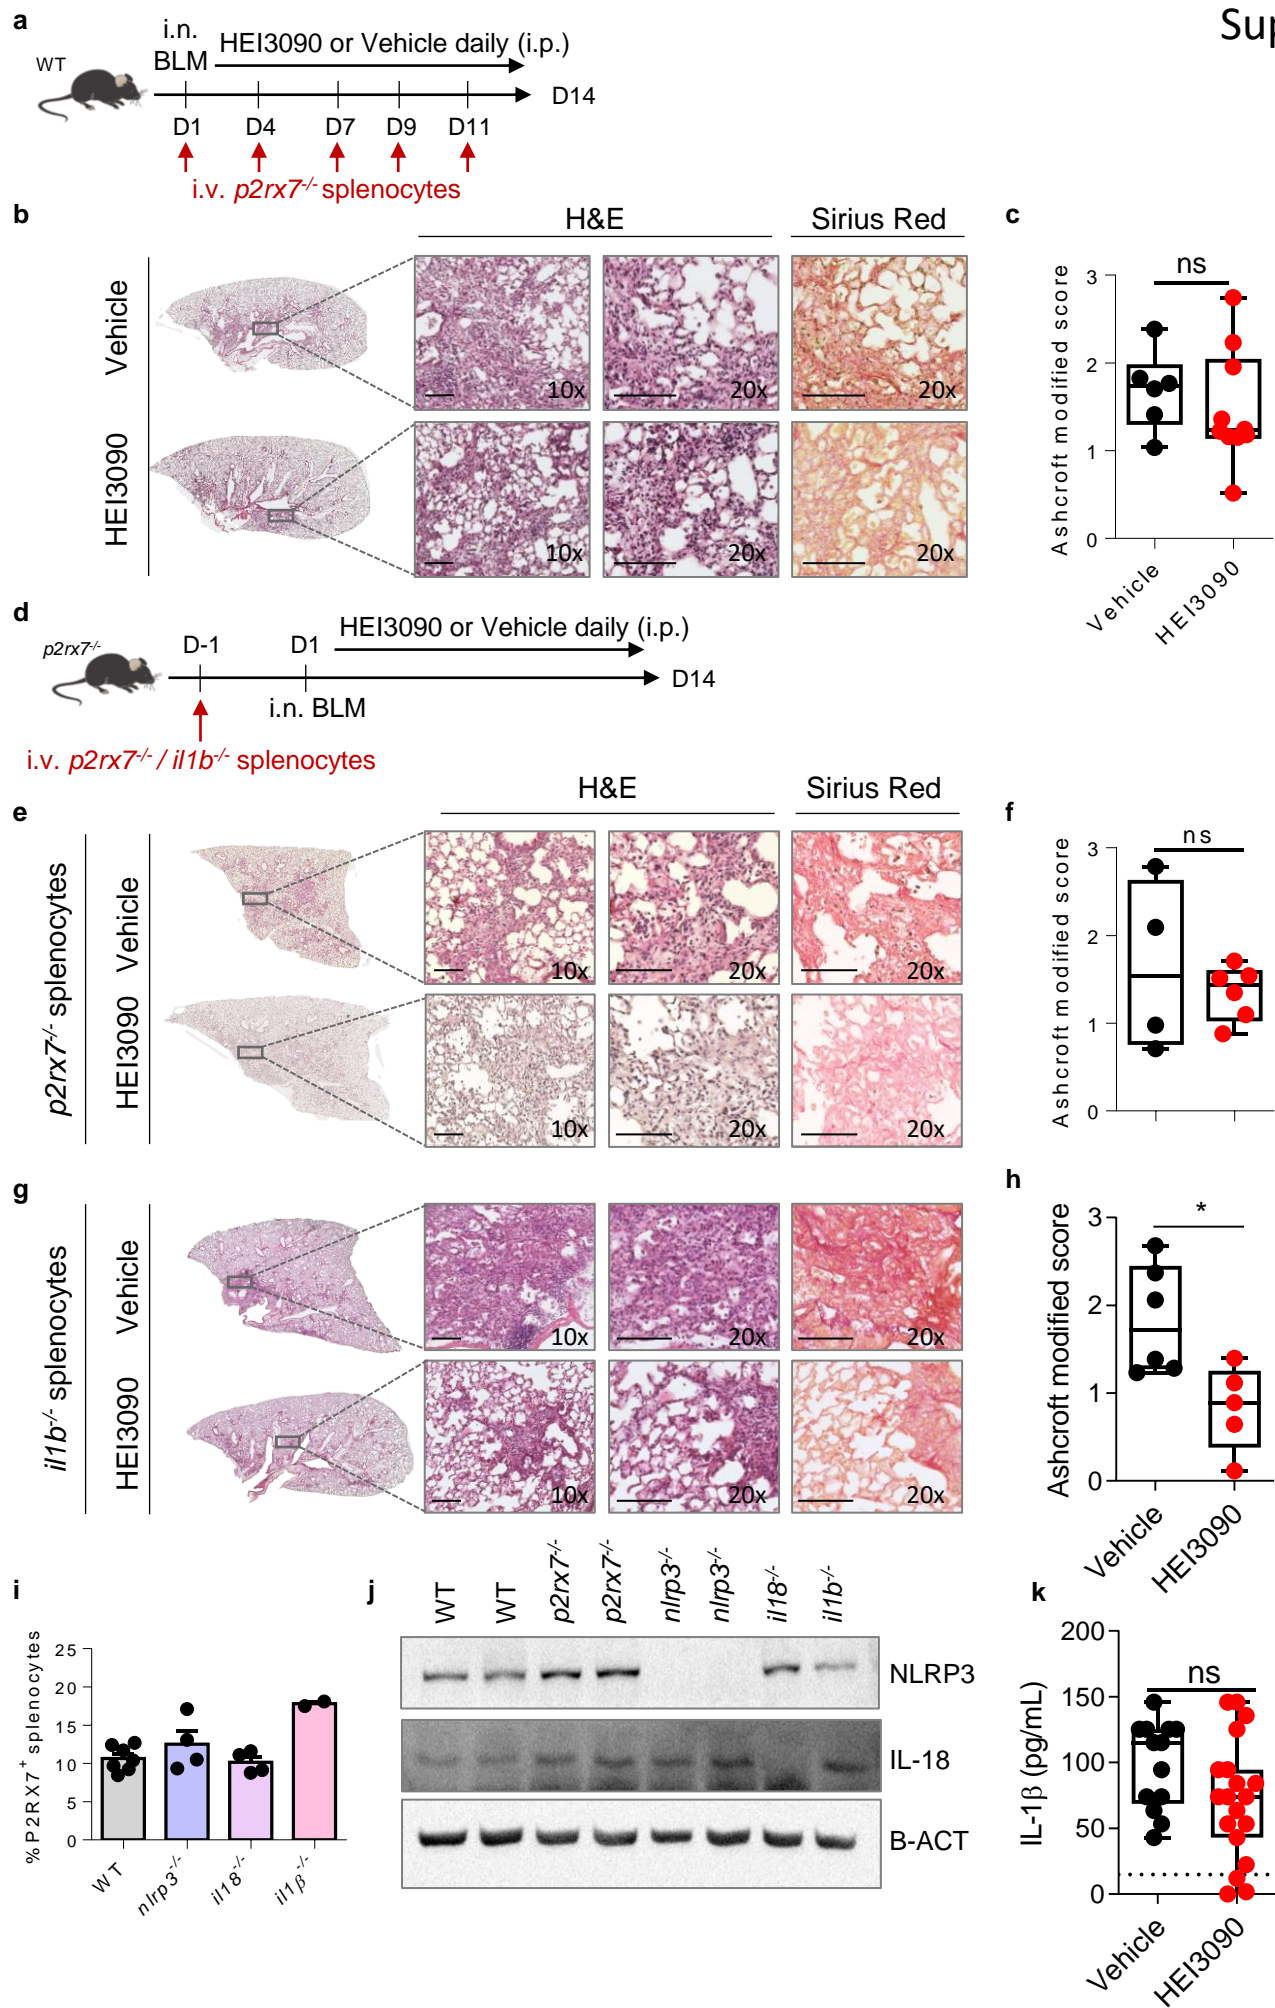 Sup
a
i.n.
BLM
HEI3090 or Vehicle daily (i.p.)
WT
D14
D1 D4 D7 D9 D11
i.v. p2rx7-/- splenocytes
b
H&E
Sirius Red
Vehicle
10x
20x
20x
HEI3090
10x
20x
20x
c
ns
Ashcroft modified score
3
2
1
0
Vehicle
HEI3090
d
HEI3090 or Vehicle daily (i.p.)
p2rx7-/-
D-1
D1
D14
i.n. BLM
i.v. p2rx7-/- / il1b-/- splenocytes
H&E
Sirius Red
e
p2rx7-/- splenocytes
Vehicle
10x
20x
20x
HEI3090
10x
20x
20x
f
ns
Ashcroft modified score
3
2
1
0
g
il1b-/- splenocytes
Vehicle
10x
20x
20x
HEI3090
10x
20x
20x
h
*
Ashcroft modified score
3
2
1
0
Vehicle
HEI3090
i
%P2RX7+ splenocytes
25
20
15
10
5
0
WT
nlrp3-/-
il18-/-
il1β-/-
j
WT
WT
p2rx7-/-
p2rx7-/-
nlrp3-/-
nlrp3-/-
il18-/-
il1b-/-
NLRP3
IL-18
B-ACT
k
ns
IL-1β (pg/mL)
200
150
100
50
0
Vehicle
HEI3090